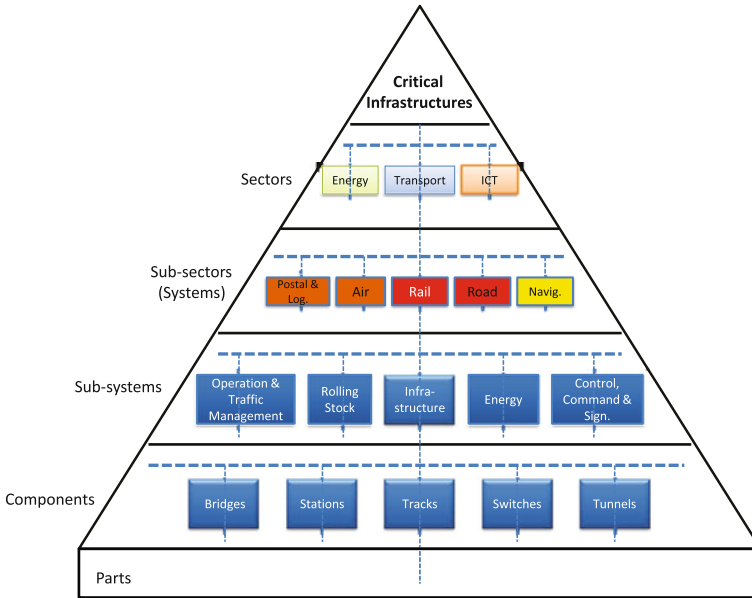 Critical
Infrastructures
Sectors
Energy
Transport
ICT
Sub-sectors
(Systems)
Postal &
Log.
Air
Rail
Road
Navig.
Sub-systems
Operation &
Traffic
Management
Rolling
Stock
Infra-
structure
Energy
Control,
Command &
Sign.
Components
Bridges
Stations
Tracks
Switches
Tunnels
Parts